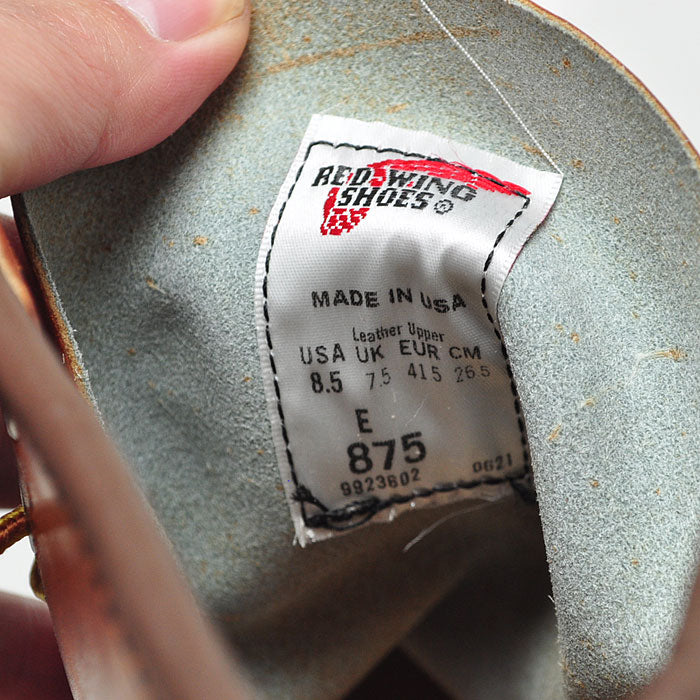 RED WING
SHOES®
MADE IN USA
Leather Upper
USA UK EUR CM
8.5 7.5 41.5 26.5
E
875
9923602 0621